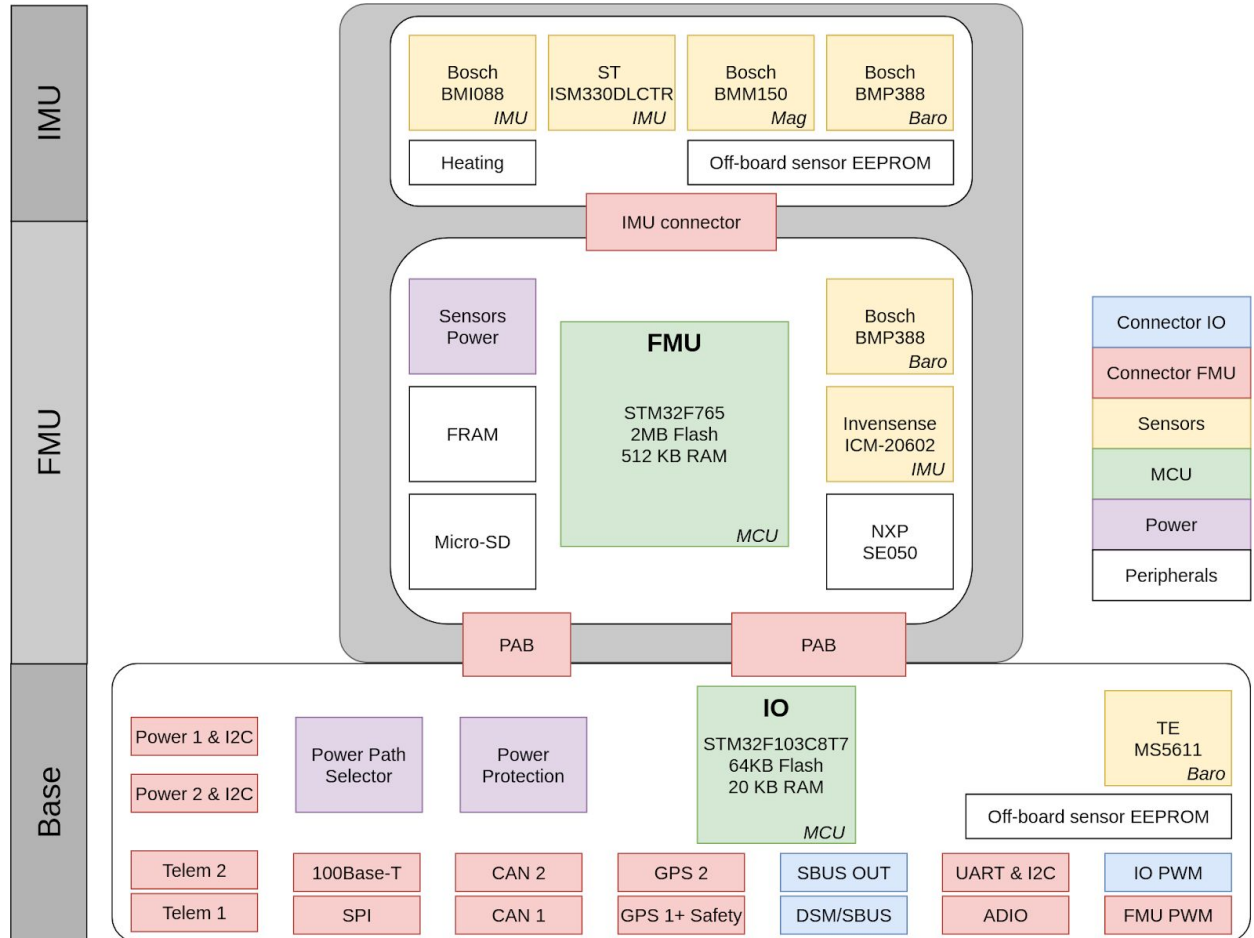 IMU
Bosch
BMI088
IMU
ST
ISM330DLCTR
IMU
Bosch
BMM150
Mag
Bosch
BMP388
Baro
Heating
Off-board sensor EEPROM
IMU connector
FMU
Sensors
Power
FRAM
Micro-SD
FMU
STM32F765
2MB Flash
512 KB RAM
MCU
Bosch
BMP388
Baro
Invensense
ICM-20602
IMU
NXP
SE050
Connector IO
Connector FMU
Sensors
MCU
Power
Peripherals
PAB
PAB
Base
Power 1 & I2C
Power 2 & I2C
Power Path
Selector
Power
Protection
IO
STM32F103C8T7
64KB Flash
20 KB RAM
MCU
TE
MS5611
Baro
Off-board sensor EEPROM
Telem 2
100Base-T
CAN 2
GPS 2
SBUS OUT
UART & I2C
IO PWM
Telem 1
SPI
CAN 1
GPS 1+ Safety
DSM/SBUS
ADIO
FMU PWM